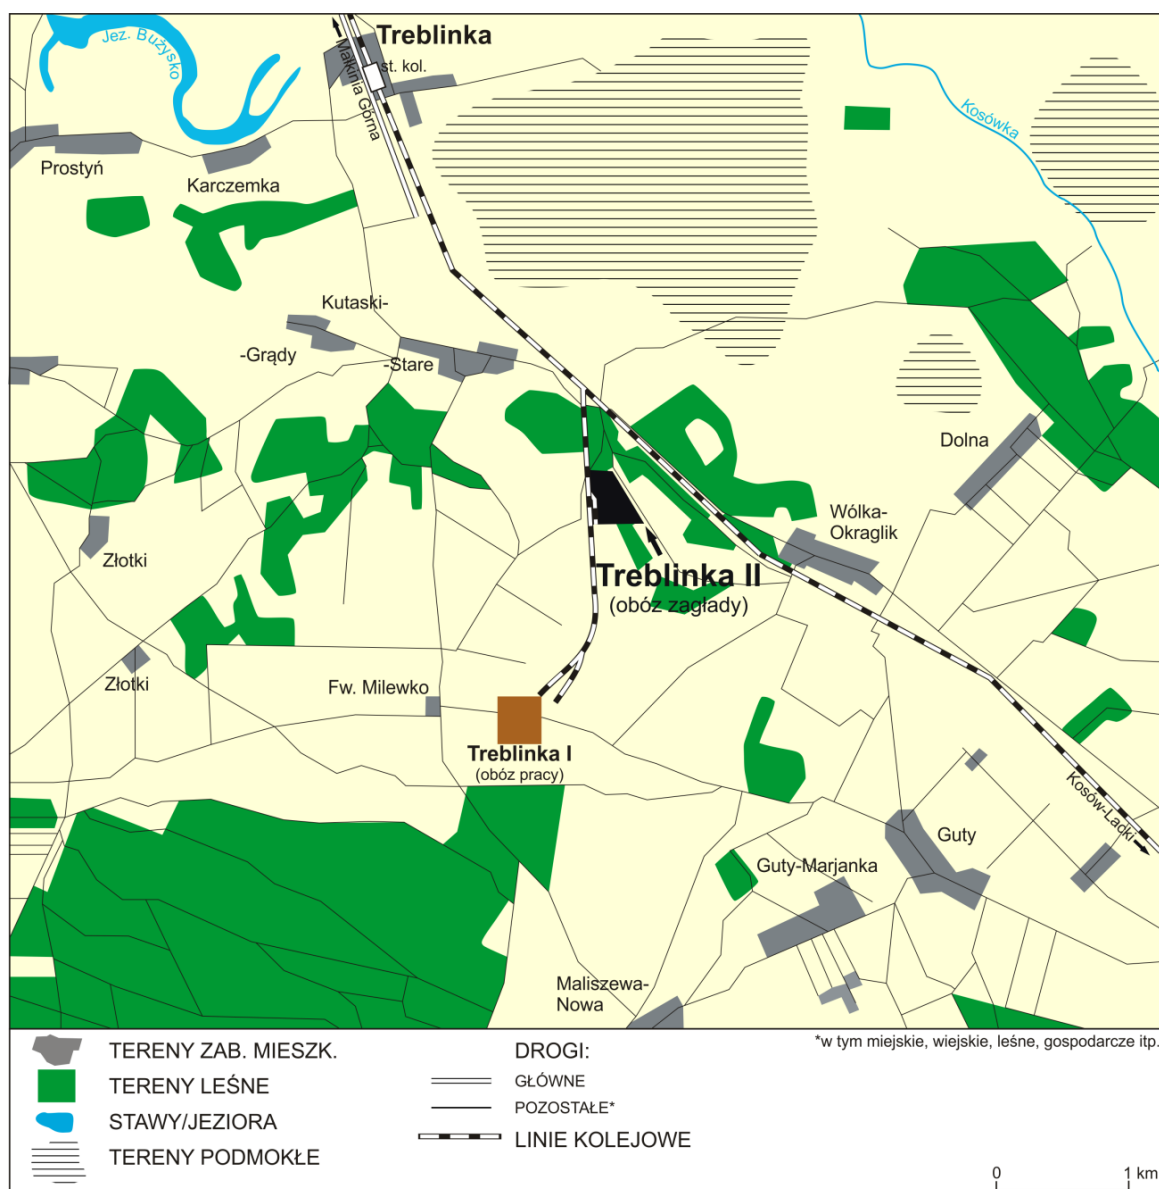 Jez. Bużysko
Treblinka
st. kol.
Małkinia Górna
Kosówka
Prostyń
Karczemka
Kutaski-
-Grądy
-Stare
Dolna
Wólka-
Okraglik
Złotki
Treblinka II
(obóz zagłady)
Złotki
Fw. Milewko
Treblinka I
(obóz pracy)
Kosów-Lacki
Guty
Guty-Marjanka
Maliszewa-
Nowa
TERENY ZAB. MIESZK.
TERENY LEŚNE
STAWY/JEZIORA
TERENY PODMOKŁE
DROGI:
GŁÓWNE
POZOSTAŁE*
LINIE KOLEJOWE
*w tym miejskie, wiejskie, leśne, gospodarcze itp.
0 1 km